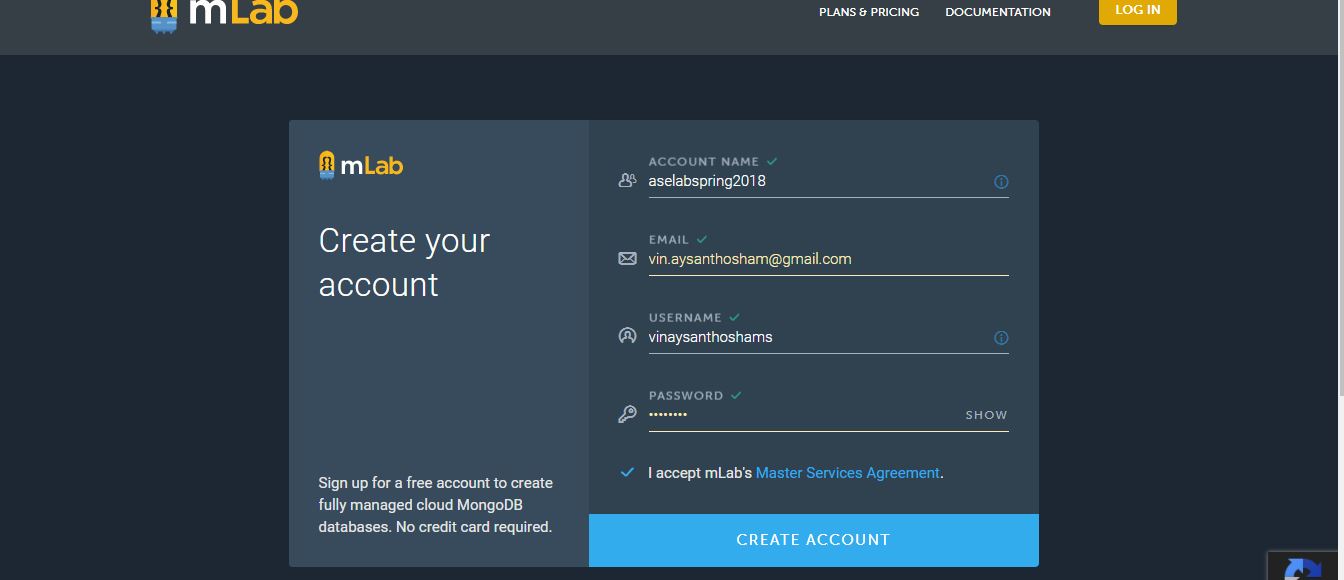 mLab
PLANS & PRICING
DOCUMENTATION
LOG IN
mLab
Create your
account
Sign up for a free account to create
fully managed cloud MongoDB
databases. No credit card required.
ACCOUNT NAME
aselabspring2018
EMAIL
vin.aysanthosham@gmail.com
USERNAME
vinaysanthoshams
PASSWORD
••••••••
SHOW
I accept mLab's Master Services Agreement.
CREATE ACCOUNT